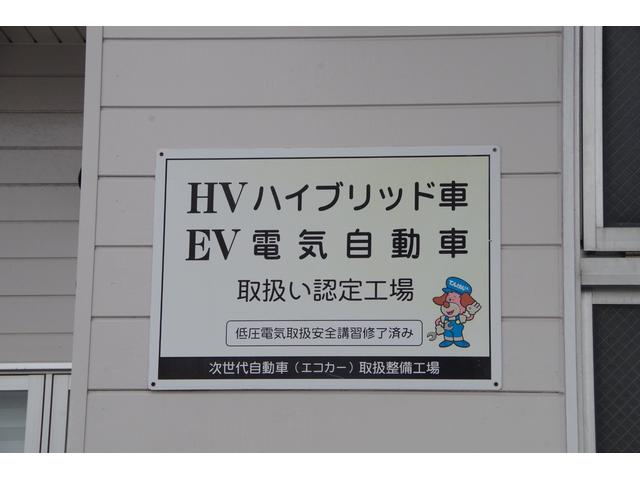 HVハイブリッド車
EV電気自動車
取扱い認定工場
低圧電気取扱安全講習修了済み
次世代自動車（エコカー）取扱整備工場